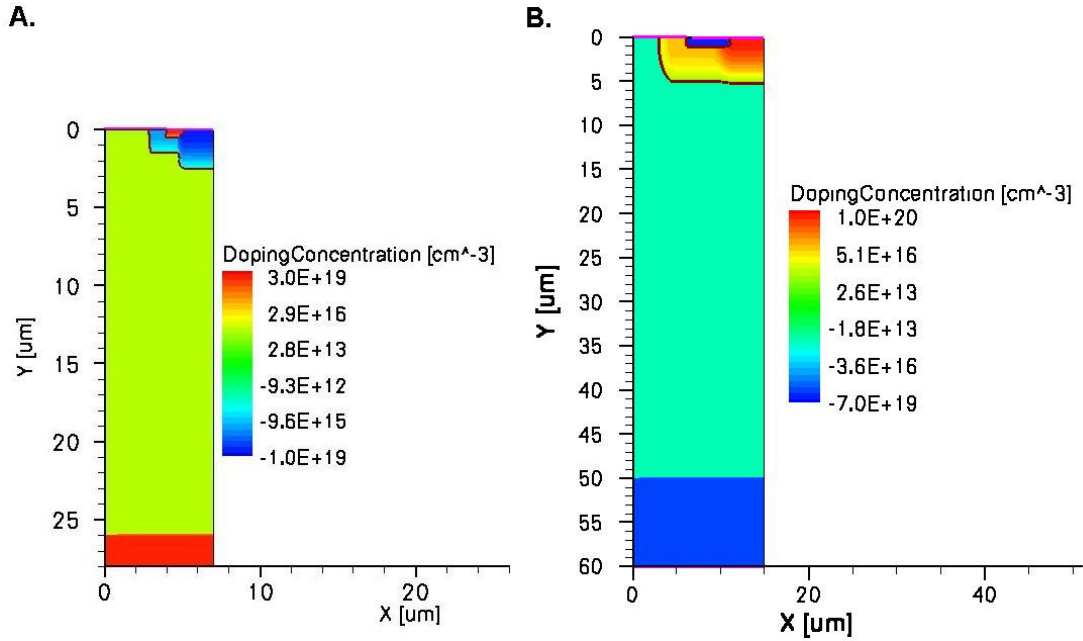 A.
0
5
10
15
20
25
Y [um]
0
10
20
X [um]
DopingConcentration [cm^-3]
3.0E+19
2.9E+16
2.8E+13
-9.3E+12
-9.6E+15
-1.0E+19
B.
0
5
10
15
20
25
30
35
40
45
50
55
60
Y [um]
0
20
40
X [um]
DopingConcentration [cm^-3]
1.0E+20
5.1E+16
2.6E+13
-1.8E+13
-3.6E+16
-7.0E+19